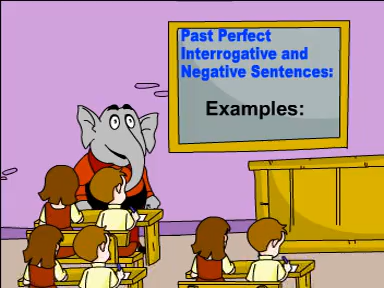 Past Perfect
Interrogative and
Negative Sentences:
Examples: